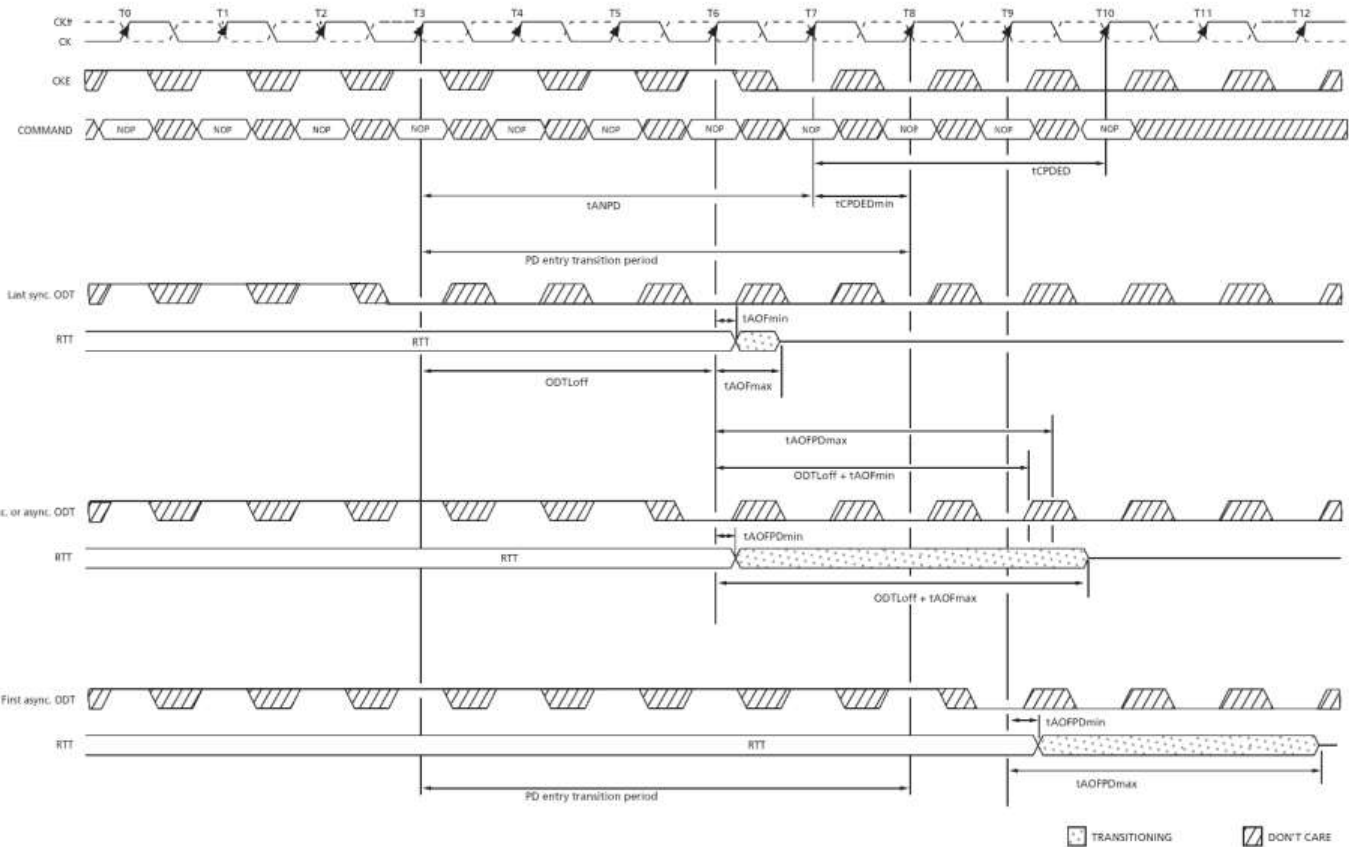 T0 T1 T2 T3 T4 T5 T6 T7 T8 T9 T10 T11 T12
CK#
CK
CKE
COMMAND NOP NOP NOP NOP NOP NOP NOP NOP NOP NOP NOP
tCPDED
tANPD tCPDEDmin
PD entry transition period
Last sync. ODT
tAOFmin
RTT RTT
ODTLoff tAOFmax
tAOFPDmax
ODTLoff + tAOFmin
c. or async. ODT
tAOFPDmin
RTT RTT
ODTLoff + tAOFmax
First async. ODT
tAOFPDmin
RTT RTT
tAOFPDmax
PD entry transition period
TRANSITIONING DON'T CARE